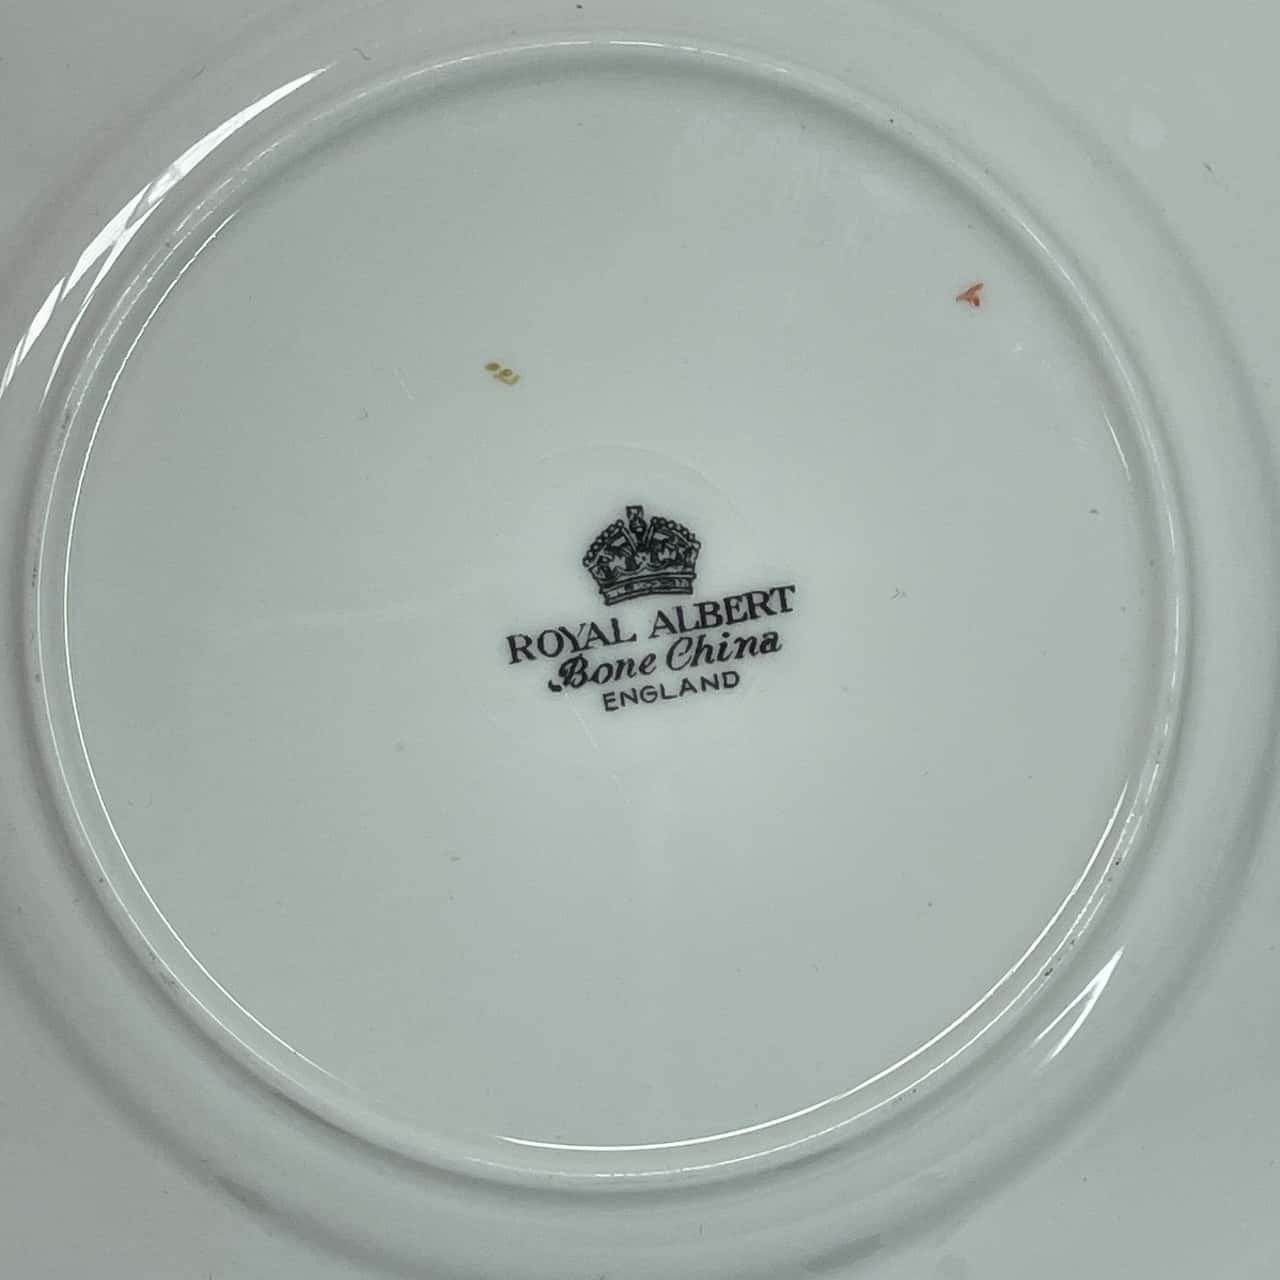 ROYAL ALBERT
Bone China
ENGLAND